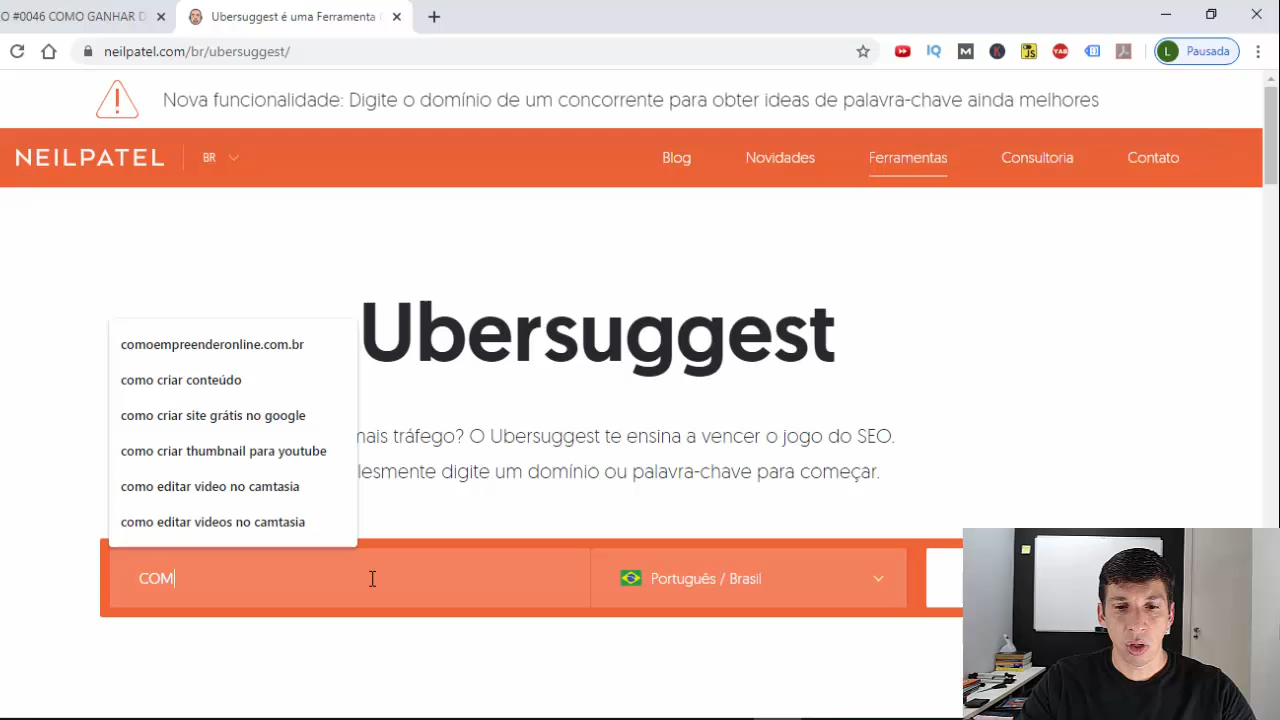 O #0046 COMO GANHAR D
Ubersuggest é uma Ferramenta
neilpatel.com/br/ubersuggest/
IQ
M
K
JS
TAB
L Pausada
Nova funcionalidade: Digite o domínio de um concorrente para obter ideas de palavra-chave ainda melhores
NEILPATEL
BR
Blog
Novidades
Ferramentas
Consultoria
Contato
Ubersuggest
comoempreenderonline.com.br
como criar conteúdo
como criar site grátis no google
como criar thumbnail para youtube
como editar video no camtasia
como editar videos no camtasia
mais tráfego? O Ubersuggest te ensina a vencer o jogo do SEO.
lesmente digite um domínio ou palavra-chave para começar.
COM
Português / Brasil